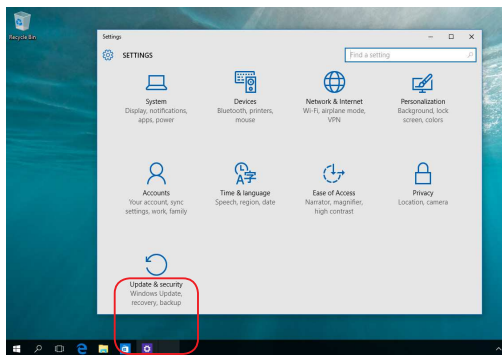 Recycle Bin
Settings
SETTINGS
Find a setting
System
Display, notifications,
apps, power
Devices
Bluetooth, printers,
mouse
Network & Internet
Wi-Fi, airplane mode,
VPN
Personalization
Background, lock
screen, colors
Accounts
Your account, sync
settings, work, family
Time & language
Speech, region, date
Ease of Access
Narrator, magnifier,
high contrast
Privacy
Location, camera
Update & security
Windows Update,
recovery, backup